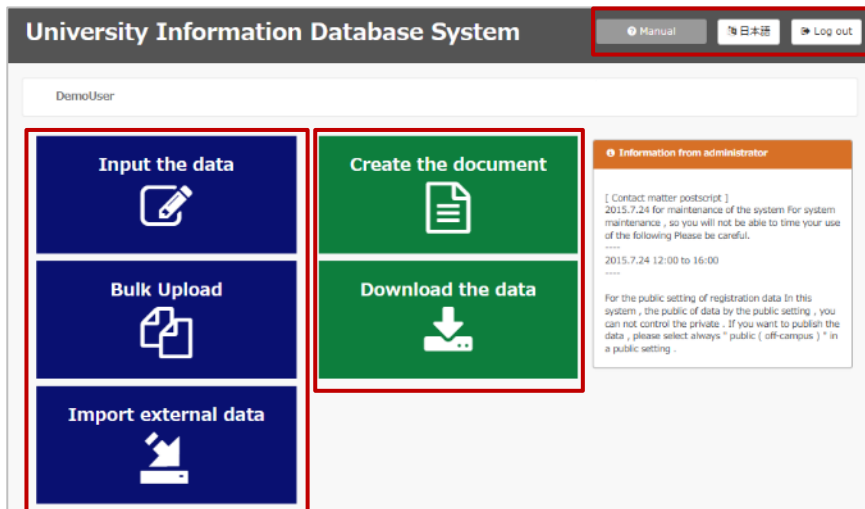 University Information Database System
Manual
日本語
Log out
DemoUser
Input the data
Create the document
Information from administrator
[ Contact matter postscript ]
2015.7.24 for maintenance of the system For system
maintenance , so you will not be able to time your use
of the following Please be careful.
----
2015.7.24 12:00 to 16:00
----
For the public setting of registration data In this
system , the public of data by the public setting , you
can not control the private . If you want to publish the
data , please select always " public ( off-campus ) " in
a public setting .
Bulk Upload
Download the data
Import external data